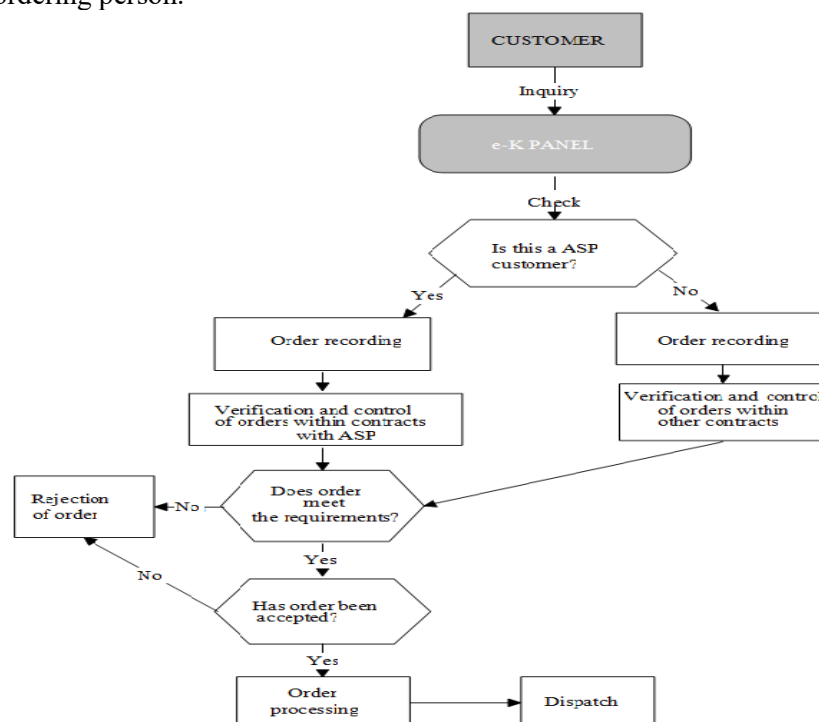 ordering person.
CUSTOMER
Inquiry
e-K PANEL
Check
Is this a ASP
customer?
Yes
No
Order recording
Order recording
Verification and control
of orders within contracts
with ASP
Verification and control
of orders within
other contracts
Does order
meet
the requirements?
Rejection
of order
No
Yes
No
Has order been
accepted?
Yes
Order
processing
Dispatch